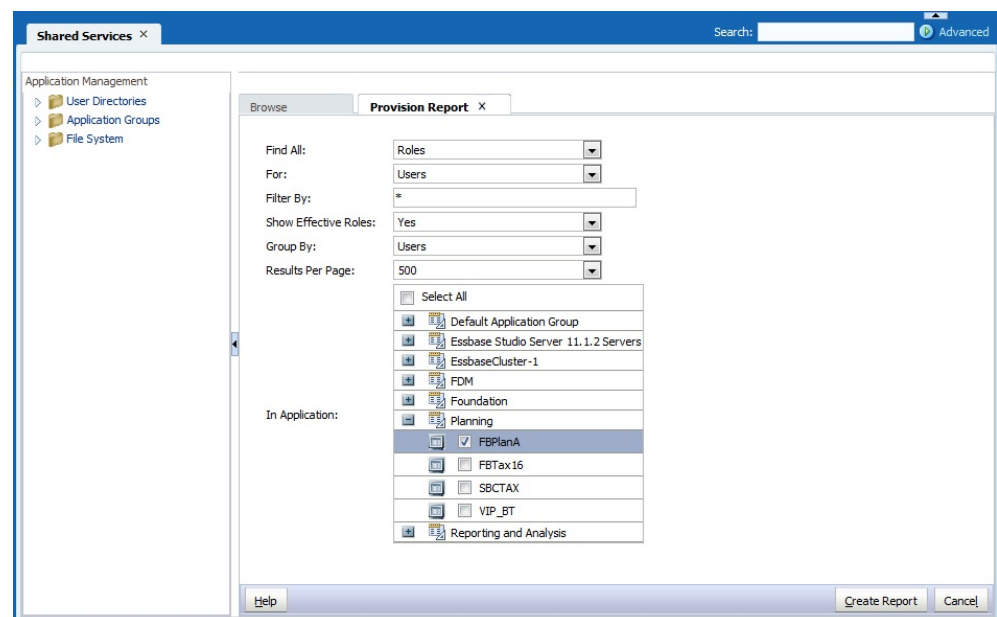 Shared Services ×
Search:
Advanced
Application Management
User Directories
Application Groups
File System
Browse
Provision Report ×
Find All: Roles
For: Users
Filter By: *
Show Effective Roles: Yes
Group By: Users
Results Per Page: 500
Select All
Default Application Group
Essbase Studio Server 11.1.2 Servers
EssbaseCluster-1
FDM
Foundation
In Application:
Planning
FBPlanA
FBTax16
SBCTAX
VIP_BT
Reporting and Analysis
Help
Create Report
Cancel